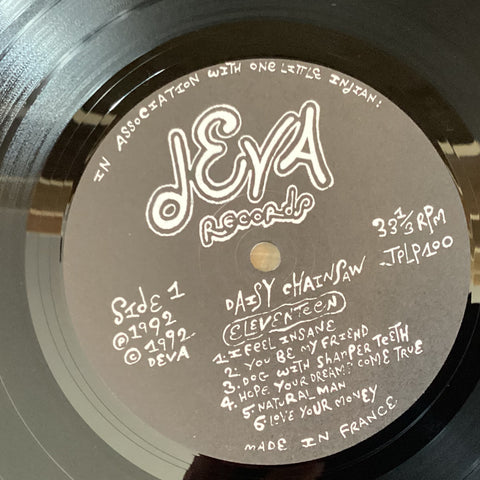 IN ASSOCIATION WITH ONE LITTLE INDIAN:
dEVA
RECORDS
33 1/3 RPM
TPLP100
SIDE 1
Ⓟ 1992
© 1992
DEVA
DAISY CHAINSAW
ELEVENTEEN
1. I FEEL INSANE
2. YOU BE MY FRIEND
3. DOG WITH SHARPER TEETH
4. HOPE YOUR DREAMS COME TRUE
5 NATURAL MAN
6 LOVE YOUR MONEY
MADE IN FRANCE